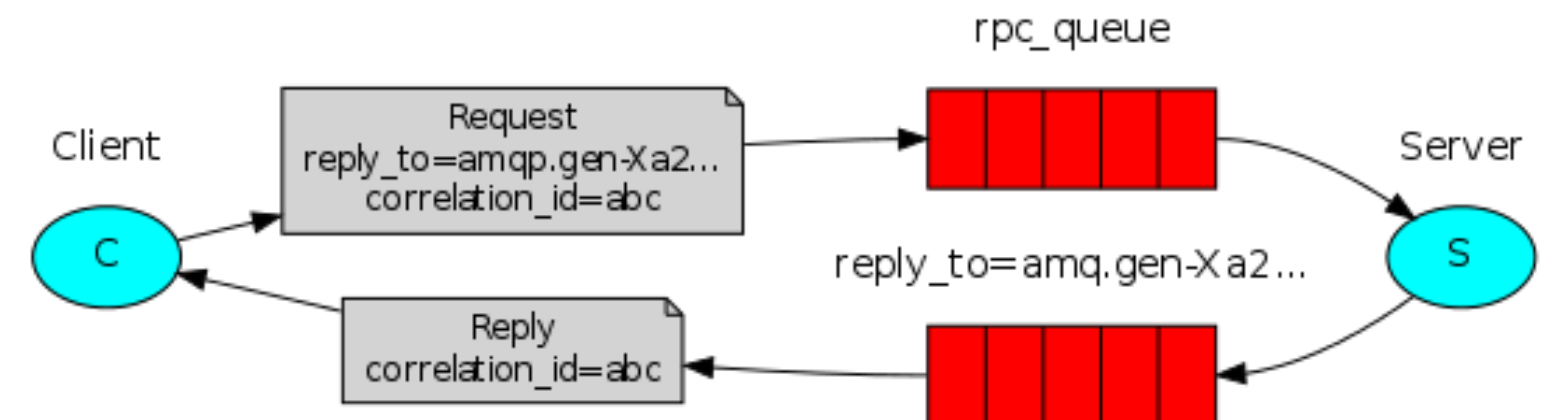 rpc_queue
Request
reply_to=amqp.gen-Xa2...
correlation_id=abc
Client
Server
C
S
reply_to=amq.gen-Xa2...
Reply
correlation_id=abc